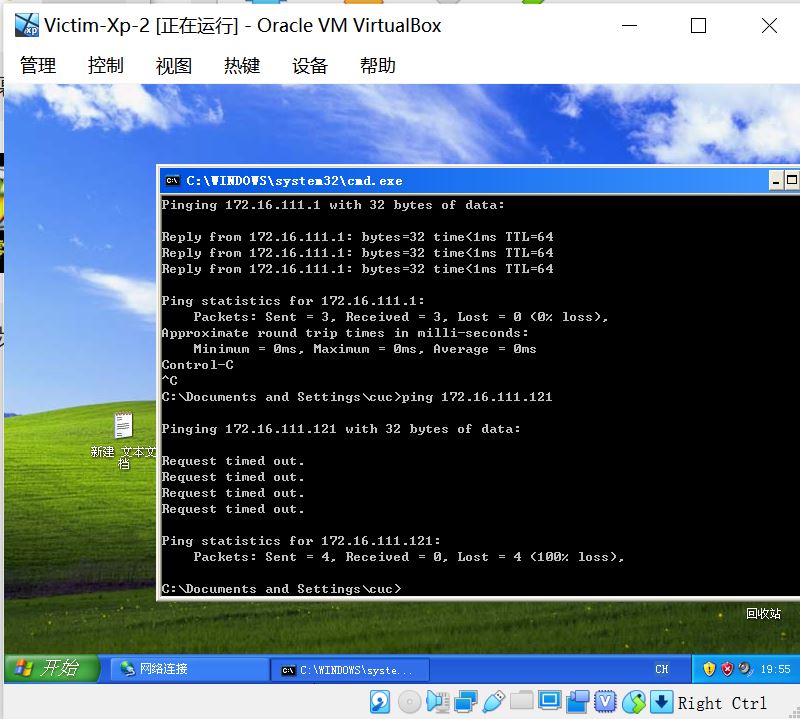 Victim-Xp-2 [正在运行] - Oracle VM VirtualBox
管理 控制 视图 热键 设备 帮助
C:\WINDOWS\system32\cmd.exe
Pinging 172.16.111.1 with 32 bytes of data:
Reply from 172.16.111.1: bytes=32 time<1ms TTL=64
Reply from 172.16.111.1: bytes=32 time<1ms TTL=64
Reply from 172.16.111.1: bytes=32 time<1ms TTL=64
Ping statistics for 172.16.111.1:
Packets: Sent = 3, Received = 3, Lost = 0 (0% loss),
Approximate round trip times in milli-seconds:
Minimum = 0ms, Maximum = 0ms, Average = 0ms
Control-C
^C
C:\Documents and Settings\cuc>ping 172.16.111.121
Pinging 172.16.111.121 with 32 bytes of data:
Request timed out.
Request timed out.
Request timed out.
Request timed out.
Ping statistics for 172.16.111.121:
Packets: Sent = 4, Received = 0, Lost = 4 (100% loss),
C:\Documents and Settings\cuc>
新建 文本文
档
回收站
开始 网络连接 C:\WINDOWS\syste... CH 19:55
Right Ctrl